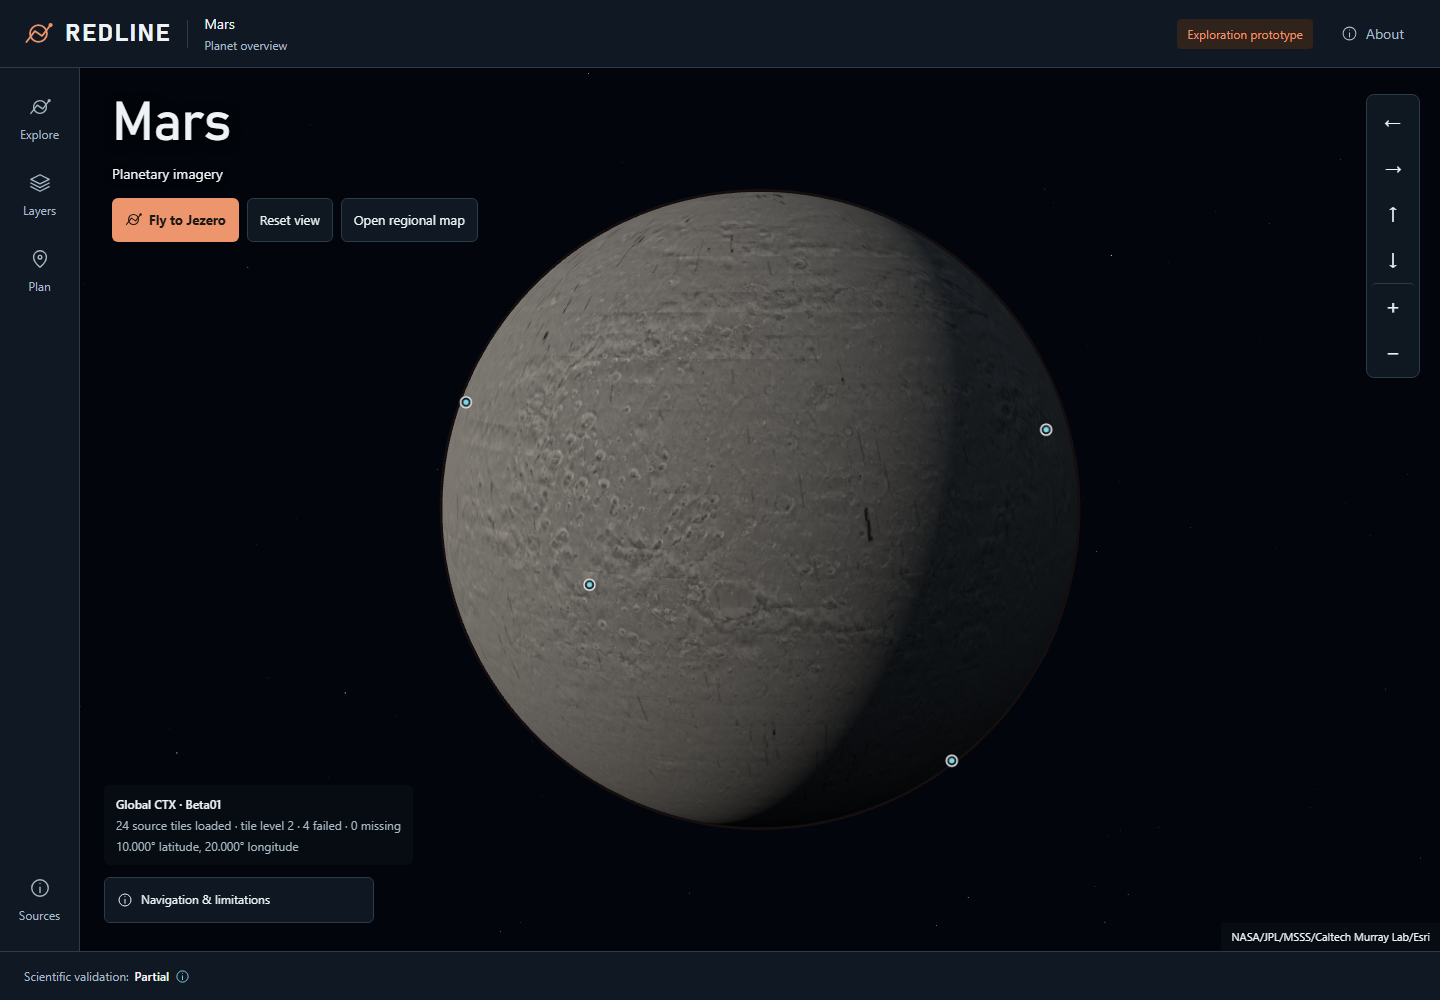 REDLINE
Mars
Planet overview
Exploration prototype
About
Explore
Layers
Plan
Sources
Mars
Planetary imagery
Fly to Jezero
Reset view
Open regional map
←
→
↑
↓
+
−
Global CTX · Beta01
24 source tiles loaded · tile level 2 · 4 failed · 0 missing
10.000° latitude, 20.000° longitude
Navigation & limitations
NASA/JPL/MSSS/Caltech Murray Lab/Esri
Scientific validation: Partial